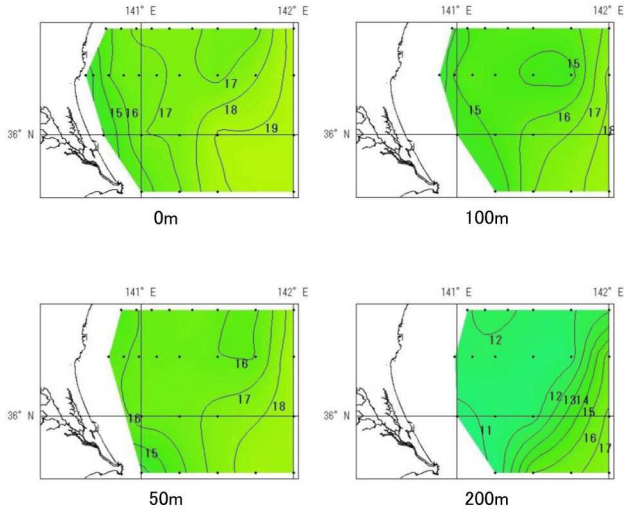 141° E 142° E
36° N
15 16 17 17 18 19
0m
141° E 142° E
36° N
15 15 16 17 18
100m
141° E 142° E
36° N
16 15 16 17 18
50m
141° E 142° E
36° N
12 11 12 13 14 15 16 17
200m